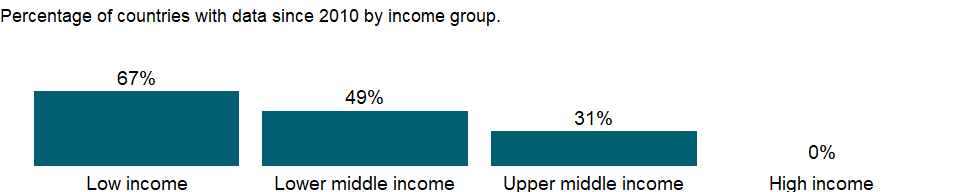 Percentage of countries with data since 2010 by income group.
67%
49%
31%
0%
Low income
Lower middle income
Upper middle income
High income